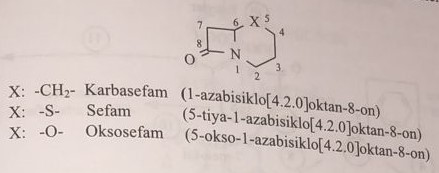 7
6
X
5
4
8
O
N
1
2
3
X: -CH₂- Karbasefam (1-azabisiklo[4.2.0]oktan-8-on)
X: -S- Sefam (5-tiya-1-azabisiklo[4.2.0]oktan-8-on)
X: -O- Oksosefam (5-okso-1-azabisiklo[4.2.0]oktan-8-on)